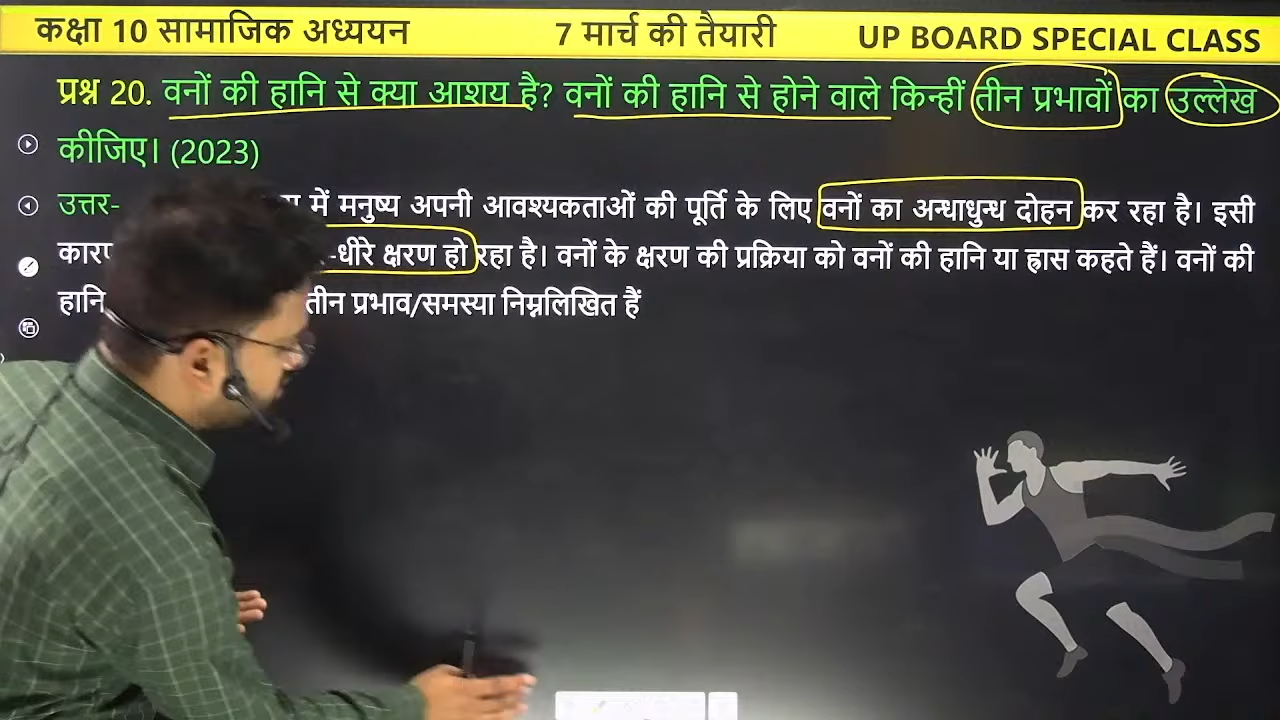 कक्षा 10 सामाजिक अध्ययन 7 मार्च की तैयारी UP BOARD SPECIAL CLASS
प्रश्न 20. वनों की हानि से क्या आशय है? वनों की हानि से होने वाले किन्हीं तीन प्रभावों का उल्लेख
कीजिए। (2023)
उत्तर- में मनुष्य अपनी आवश्यकताओं की पूर्ति के लिए वनों का अन्धाधुन्ध दोहन कर रहा है। इसी
-धीरे क्षरण हो रहा है। वनों के क्षरण की प्रक्रिया को वनों की हानि या ह्रास कहते हैं। वनों की
हानि तीन प्रभाव/समस्या निम्नलिखित हैं